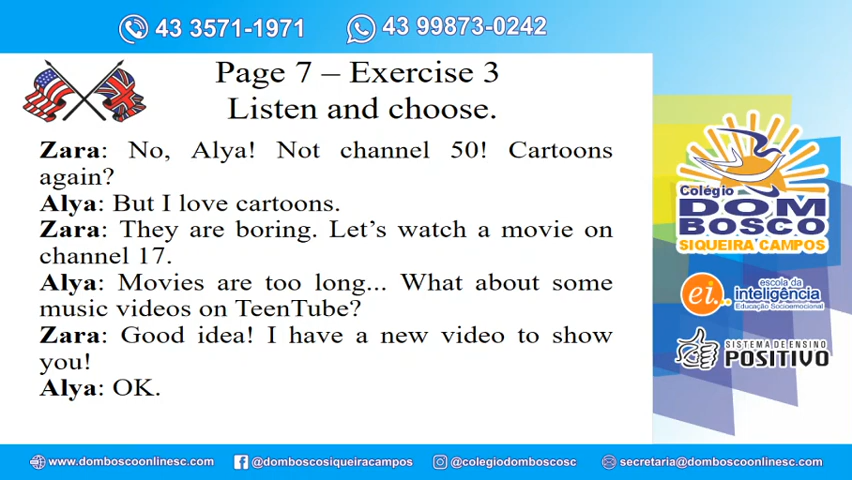 43 3571-1971
43 99873-0242
Page 7 – Exercise 3
Listen and choose.
Zara: No, Alya! Not channel 50! Cartoons
again?
Alya: But I love cartoons.
Zara: They are boring. Let's watch a movie on
channel 17.
Alya: Movies are too long... What about some
music videos on TeenTube?
Zara: Good idea! I have a new video to show
you!
Alya: OK.
Colégio
DOM
BOSCO
SIQUEIRA CAMPOS
ei...
escola da
inteligência
Educação Socioemocional
SISTEMA DE ENSINO
POSITIVO
www.domboscoonlinesc.com
@domboscosiqueiracampos
@colegiodomboscosc
secretaria@domboscoonlinesc.com